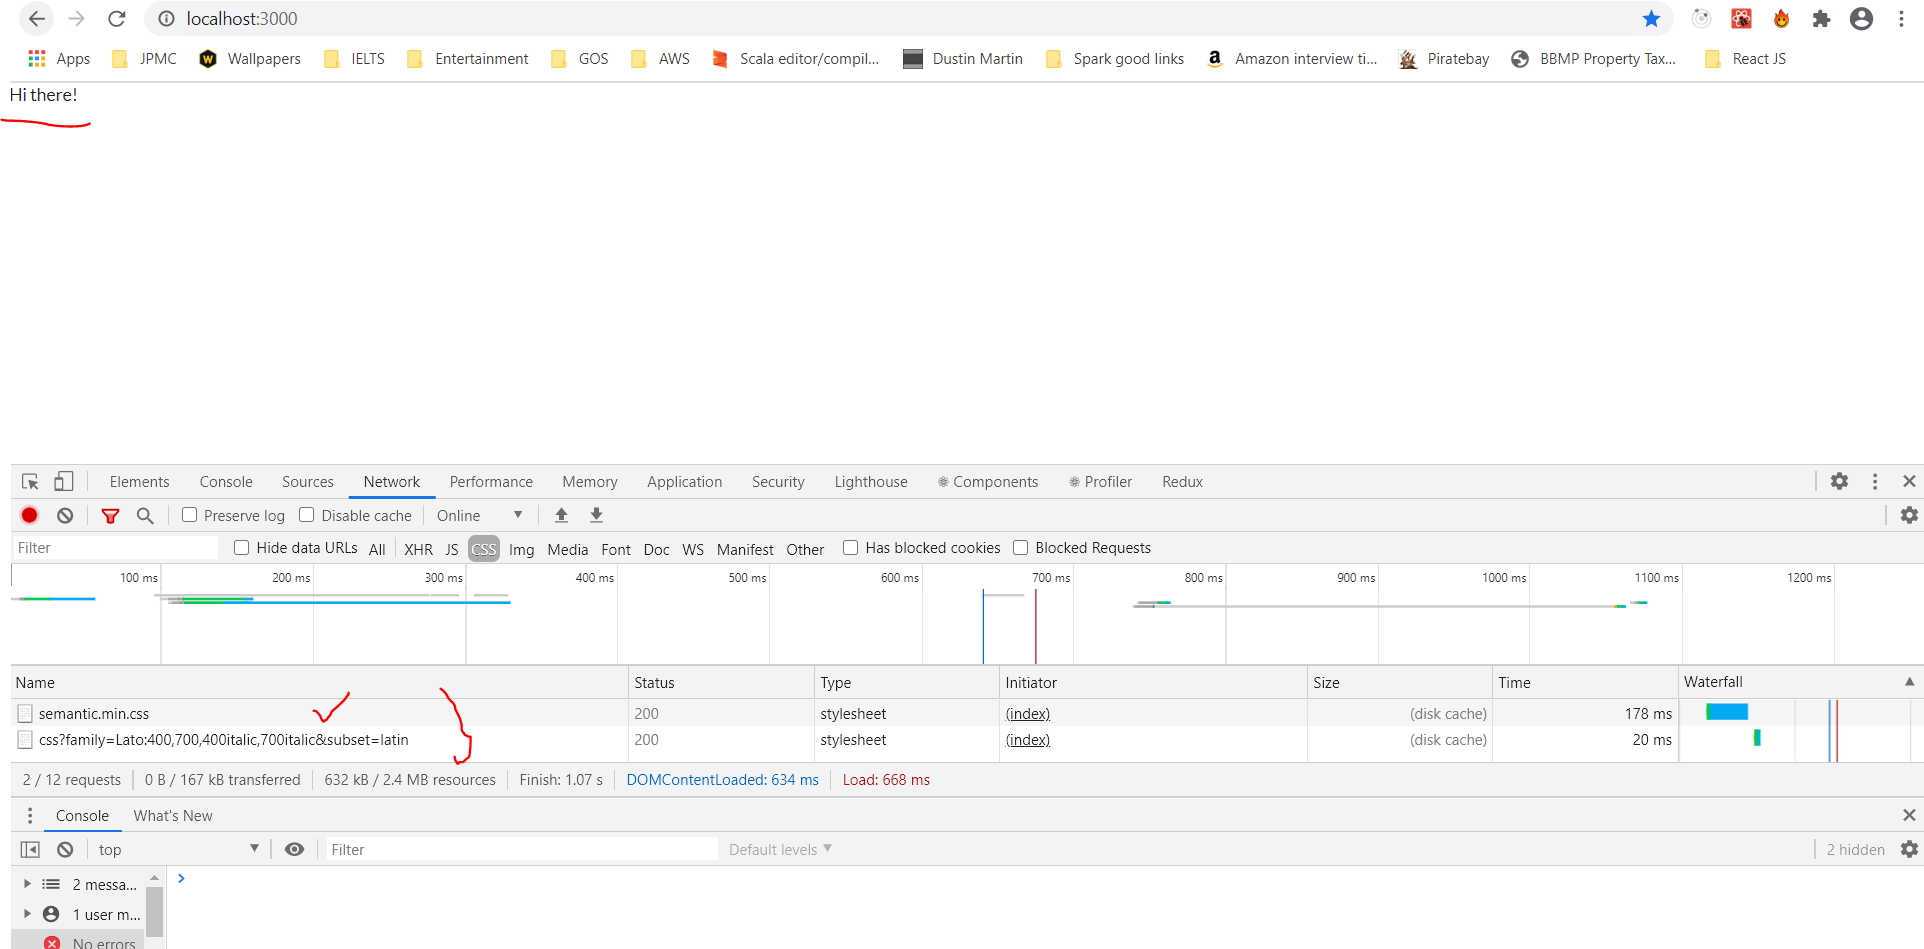 localhost:3000
Apps JPMC Wallpapers IELTS Entertainment GOS AWS Scala editor/compil... Dustin Martin Spark good links Amazon interview ti... Piratebay BBMP Property Tax... React JS
Hi there!
Elements Console Sources Network Performance Memory Application Security Lighthouse Components Profiler Redux
Preserve log Disable cache Online
Filter Hide data URLs All XHR JS CSS Img Media Font Doc WS Manifest Other Has blocked cookies Blocked Requests
100 ms 200 ms 300 ms 400 ms 500 ms 600 ms 700 ms 800 ms 900 ms 1000 ms 1100 ms 1200 ms
Name Status Type Initiator Size Time Waterfall
semantic.min.css 200 stylesheet (index) (disk cache) 178 ms
css?family=Lato:400,700,400italic,700italic&subset=latin 200 stylesheet (index) (disk cache) 20 ms
2 / 12 requests 0 B / 167 kB transferred 632 kB / 2.4 MB resources Finish: 1.07 s DOMContentLoaded: 634 ms Load: 668 ms
Console What's New
top Filter Default levels 2 hidden
2 messa...
1 user m...
No errors